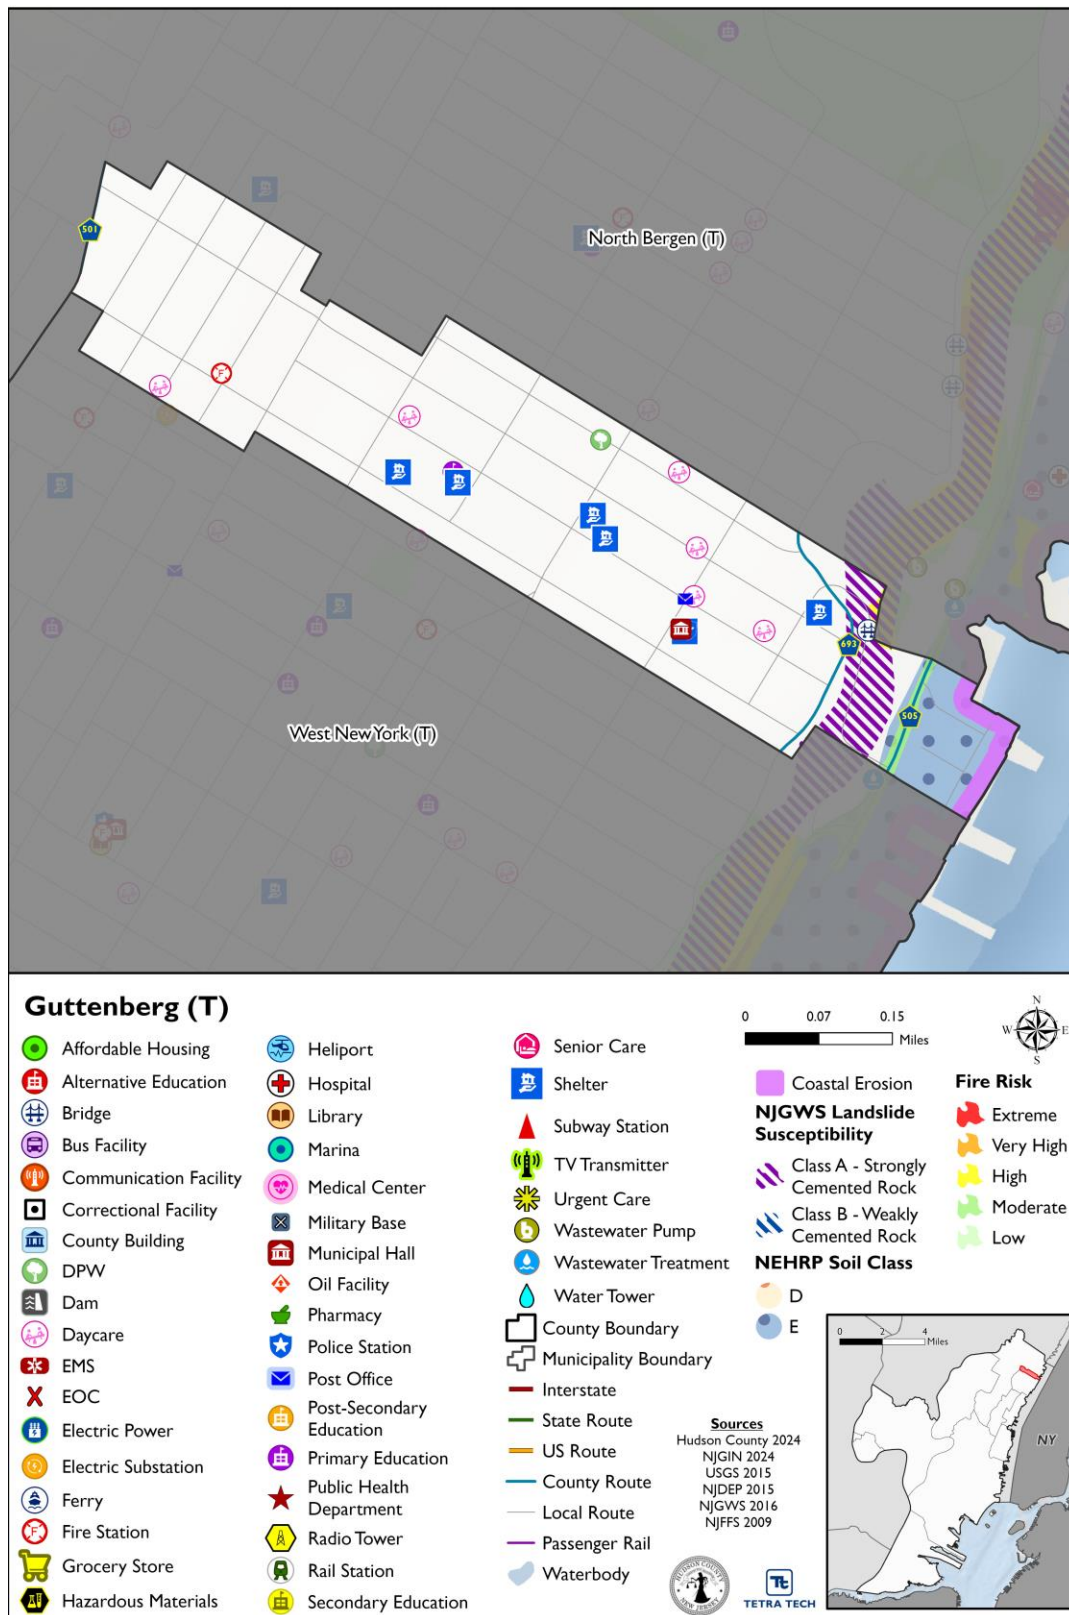 North Bergen (T)
501
693
505
West New York (T)
Guttenberg (T)
Affordable Housing
Alternative Education
Bridge
Bus Facility
Communication Facility
Correctional Facility
County Building
DPW
Dam
Daycare
EMS
EOC
Electric Power
Electric Substation
Ferry
Fire Station
Grocery Store
Hazardous Materials
Heliport
Hospital
Library
Marina
Medical Center
Military Base
Municipal Hall
Oil Facility
Pharmacy
Police Station
Post Office
Post-Secondary
Education
Primary Education
Public Health
Department
Radio Tower
Rail Station
Secondary Education
Senior Care
Shelter
Subway Station
TV Transmitter
Urgent Care
Wastewater Pump
Wastewater Treatment
Water Tower
County Boundary
Municipality Boundary
Interstate
State Route
US Route
County Route
Local Route
Passenger Rail
Waterbody
0 0.07 0.15
Miles
N
W E
S
Coastal Erosion
NJGWS Landslide
Susceptibility
Class A - Strongly
Cemented Rock
Class B - Weakly
Cemented Rock
NEHRP Soil Class
D
E
Fire Risk
Extreme
Very High
High
Moderate
Low
Sources
Hudson County 2024
NJGIN 2024
USGS 2015
NJDEP 2015
NJGWS 2016
NJFFS 2009
HUDSON COUNTY
NEW JERSEY
Tt
TETRA TECH
0 2 4
Miles
NY